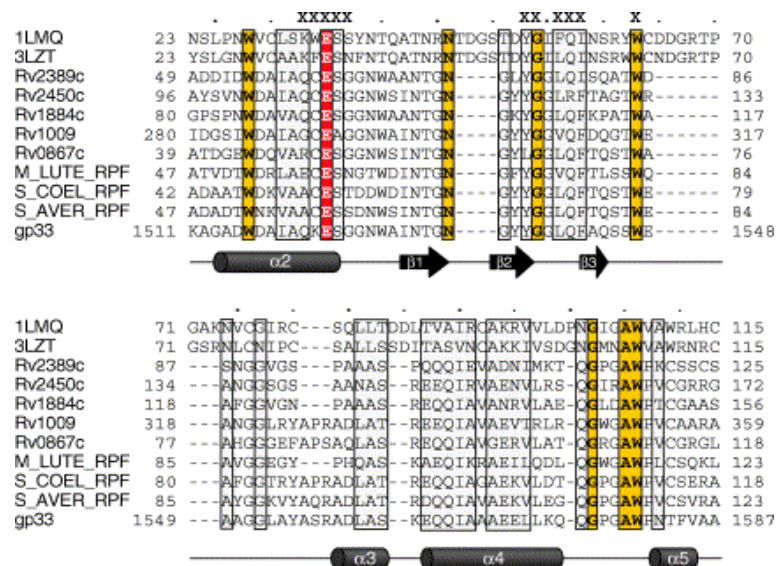 XXXXX XX XXX X
1LMQ 23 NSLPNWVCLSKWESSYNTQATNRNTDGSTDYGIFQINSRYWCDDGRTP 70
3LZT 23 YSLGNWVCAAKFESNFNTQATNRNTDGSTDYGILQINSRWWCNDGRTP 70
Rv2389c 49 ADDIDWDAIAQCESGGNWAANTGN----GLYGGLQISQATWD------ 86
Rv2450c 96 AYSVNWDAIAQCESGGNWSINTGN----GYYGGLRFTAGTWR------ 133
Rv1884c 80 GPSPNWDAVAQCESGGNWAANTGN----GKYGGLQFKPATWA------ 117
Rv1009 280 IDGSIWDAIAGCEAGGNWAINTGN----GYYGGVQFDQGTWE------ 317
Rv0867c 39 ATDGEWDQVARCESGGNWSINTGN----GYLGGLQFTQSTWA------ 76
M_LUTE_RPF 47 ATVDTWDRLAECESNGTWDINTGN----GFYGGVQFTLSSWQ------ 84
S_COEL_RPF 42 ADAATWDKVAACESTDDWDINTGN----GYYGGLQFTQSTWE------ 79
S_AVER_RPF 47 ADADTWNKVAACESSDNWSINTGN----GYYGGLQFTQSTWE------ 84
gp33 1511 KAGADWDAIAQKESGGNWAINTGN----GYYGGLQFAQSSWE------ 1548
α2 β1 β2 β3
1LMQ 71 GAKNVCGIRC---SQLLTDDLTVAIRCAKRVVLDPNGIGAWVAWRLHC 115
3LZT 71 GSRNLCNIPC---SALLSSDITASVNCAKKIVSDGNGMNAWVAWRNRC 115
Rv2389c 87 ---SNGGVGS---PAAAS--PQQQIEVADNIMKT-QGPGAWPKCSSCS 125
Rv2450c 134 ---ANGGSGS---AANAS--REEQIRVAENVLRS-QGIRAWPVCGRRG 172
Rv1884c 118 ---AFGGVGN---PAAAS--REQQIAVANRVLAE-QGLDAWPTCGAAS 156
Rv1009 318 ---ANGGLRYAPRADLAT--REEQIAVAEVTRLR-QGWGAWPVCAARA 359
Rv0867c 77 ---AHGGGEFAPSAQLAS--REQQIAVGERVLAT-QGRGAWPVCGRGL 118
M_LUTE_RPF 85 ---AVGGEGY---PHQAS--KAEQIKRAEILQDL-QGWGAWPLCSQKL 123
S_COEL_RPF 80 ---AFGGTRYAPRADLAT--REQQIAGAEKVLDT-QGPGAWPVCSERA 118
S_AVER_RPF 85 ---AYGGKVYAQRADLAT--RDQQIAVAEKVLEG-QGPGAWPVCSVRA 123
gp33 1549 ---AAGGLAYASRADLAS--KEQQIAAAEELLKQ-QGPGAWPNTFVAA 1587
α3 α4 α5